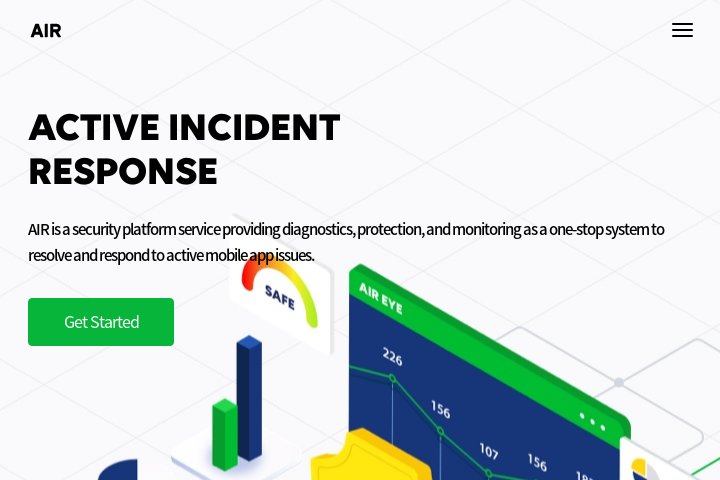 AIR
ACTIVE INCIDENT
RESPONSE
AIR is a security platform service providing diagnostics, protection, and monitoring as a one-stop system to
resolve and respond to active mobile app issues.
SAFE
AIR EYE
Get Started
226
156
107
156